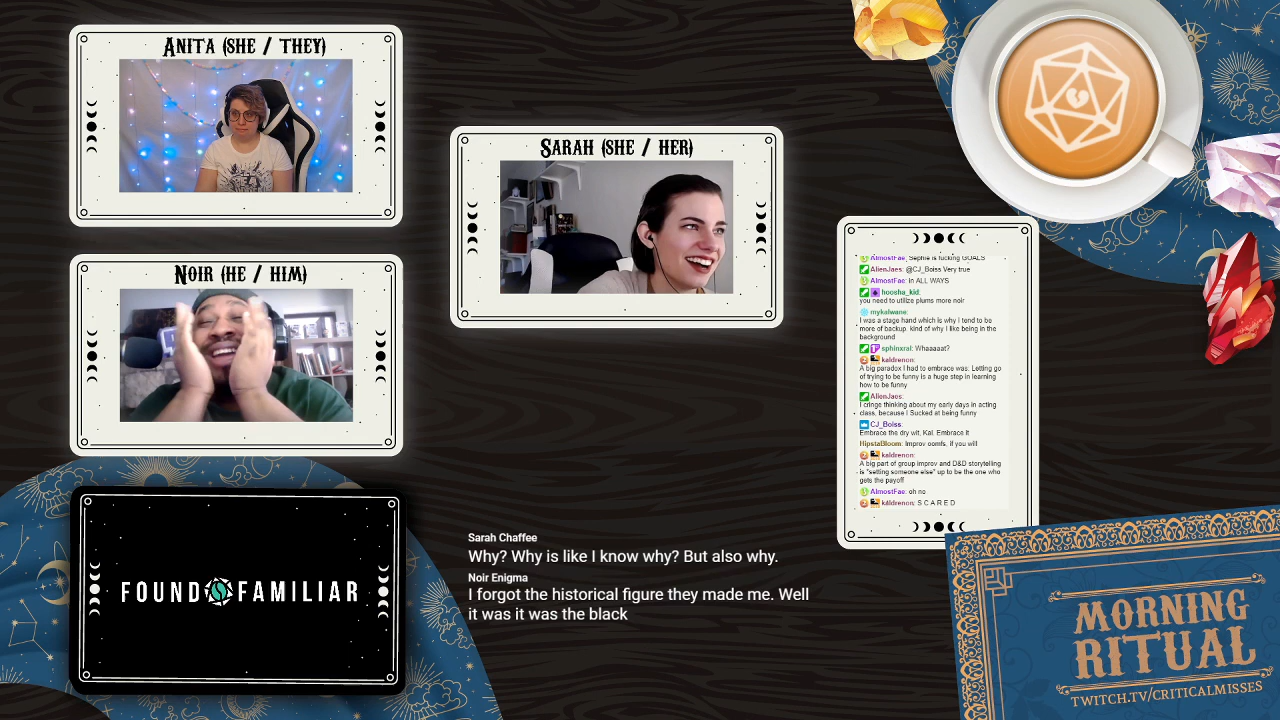 ANITA (SHE / THEY)
SARAH (SHE / HER)
NOIR (HE / HIM)
AlmostFae: Sephie is fucking GOALS
AlienJaes: @CJ_Boiss Very true
AlmostFae: in ALL WAYS
hoosha_kid:
you need to utilize plums more noir
mykalwane:
I was a stage hand which is why I tend to be
more of backup. kind of why I like being in the
background
sphinxral: Whaaaaat?
kaldrenon:
A big paradox I had to embrace was: Letting go
of trying to be funny is a huge step in learning
how to be funny
AlienJaes:
I cringe thinking about my early days in acting
class, because I Sucked at being funny
CJ_Boiss:
Embrace the dry wit, Kal. Embrace it
HipstaBloom: Improv oomfs, if you will
kaldrenon:
A big part of group improv and D&D storytelling
is "setting someone else" up to be the one who
gets the payoff
AlmostFae: oh no
kaldrenon: S C A R E D
FOUND FAMILIAR
Sarah Chaffee
Why? Why is like I know why? But also why.
Noir Enigma
I forgot the historical figure they made me. Well
it was it was the black
MORNING
RITUAL
TWITCH.TV/CRITICALMISSES